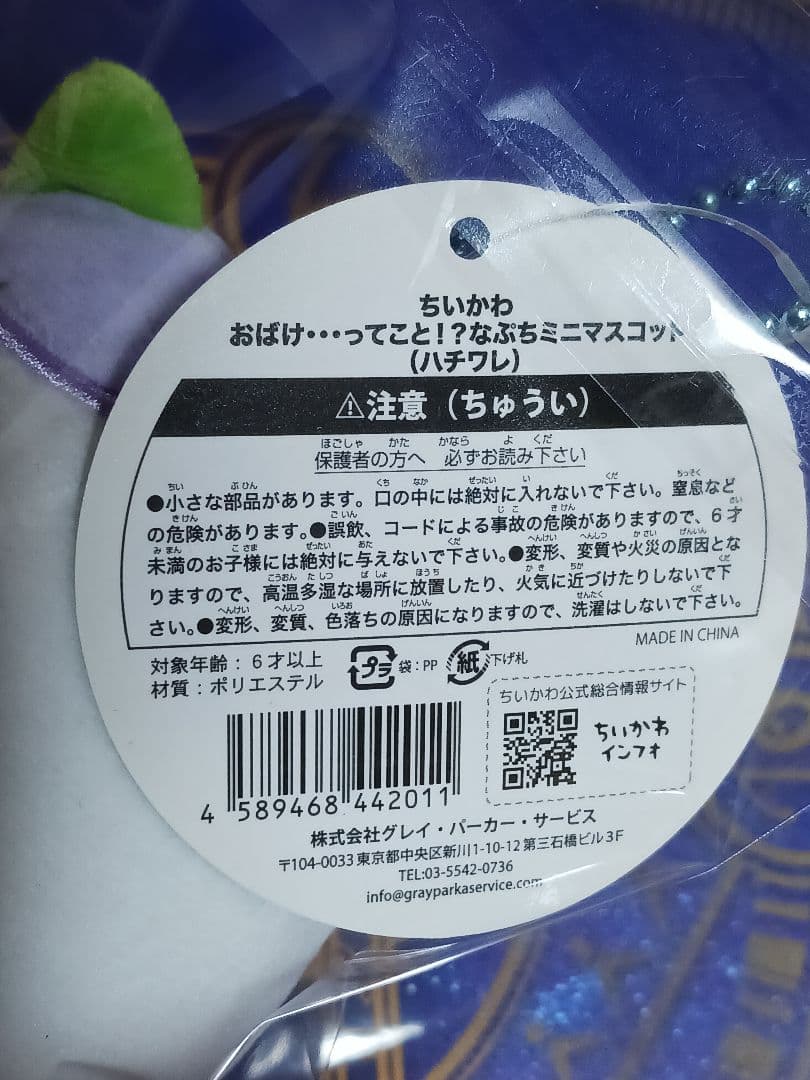 ちいかわ
おばけ・・・ってこと!?なぷちミニマスコット
(ハチワレ)
⚠注意(ちゅうい)
保護者の方へ 必ずお読み下さい
●小さな部品があります。口の中には絶対に入れないで下さい。窒息など
の危険があります。●誤飲、コードによる事故の危険がありますので、6才
未満のお子様には絶対に与えないで下さい。●変形、変質や火災の原因とな
りますので、高温多湿な場所に放置したり、火気に近づけたりしないで下
さい。●変形、変質、色落ちの原因になりますので、洗濯はしないで下さい。
MADE IN CHINA
対象年齢:6才以上
材質:ポリエステル
プラ 袋:PP 紙 下げ札
ちいかわ公式総合情報サイト
ちいかわ
インフォ
4 589468 442011
株式会社グレイ・パーカー・サービス
〒104-0033 東京都中央区新川1-10-12 第三石橋ビル3F
TEL:03-5542-0736
info@grayparkaservice.com